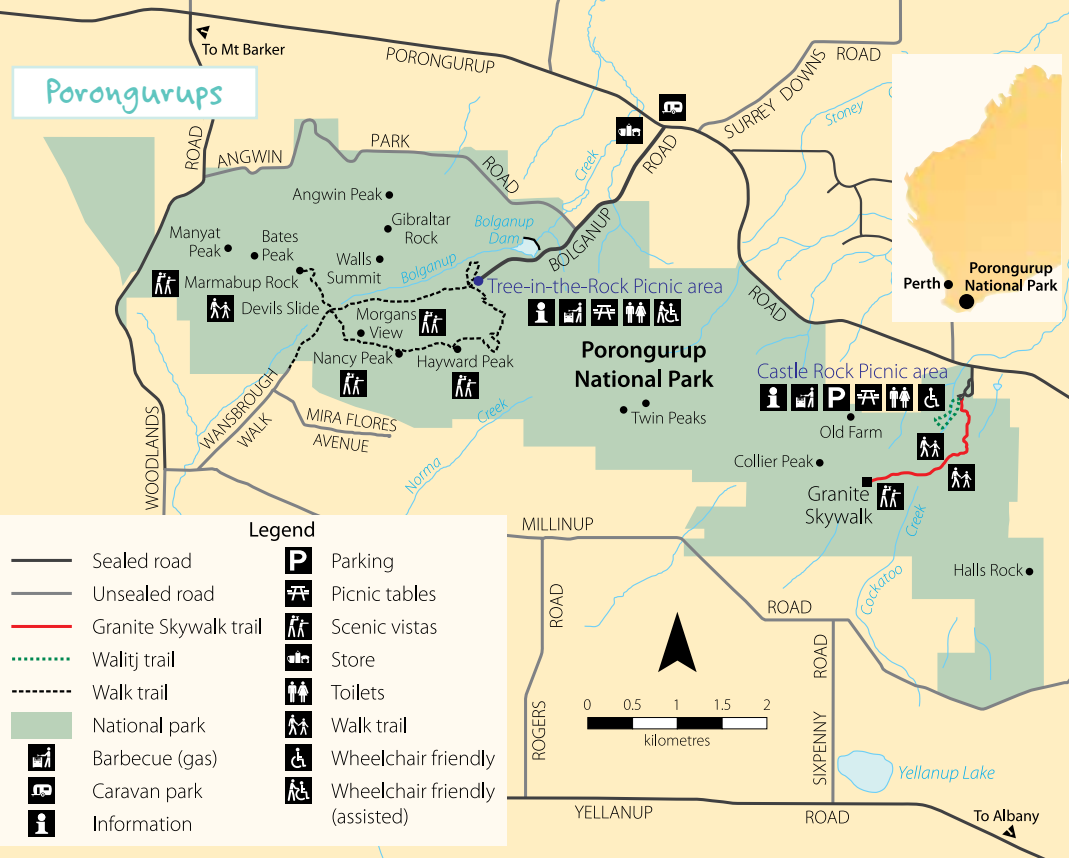 To Mt Barker
Porongurups
PORONGURUP
ROAD
SURREY DOWNS
ROAD
Stoney
ROAD
ANGWIN
PARK
ROAD
Creek
ROAD
Angwin Peak
Gibraltar
Rock
Bolganup
Dam
BOLGANUP
Manyat
Peak
Bates
Peak
Walls
Summit
Bolganup
Marmabup Rock
Devils Slide
Morgans
View
Nancy Peak
Hayward Peak
Tree-in-the-Rock Picnic area
Porongurup
National Park
Perth
Porongurup
National Park
ROAD
Castle Rock Picnic area
P
Twin Peaks
Old Farm
Collier Peak
Granite
Skywalk
Creek
Cockatoo
Halls Rock
WOODLANDS
WANSBROUGH
WALK
MIRA FLORES
AVENUE
Norma
Creek
MILLINUP
ROAD
ROAD
ROGERS
ROAD
SIXPENNY
Yellanup Lake
YELLANUP
ROAD
To Albany
0 0.5 1 1.5 2
kilometres
Legend
Sealed road
Unsealed road
Granite Skywalk trail
Walitj trail
Walk trail
National park
Barbecue (gas)
Caravan park
Information
P Parking
Picnic tables
Scenic vistas
Store
Toilets
Walk trail
Wheelchair friendly
Wheelchair friendly
(assisted)